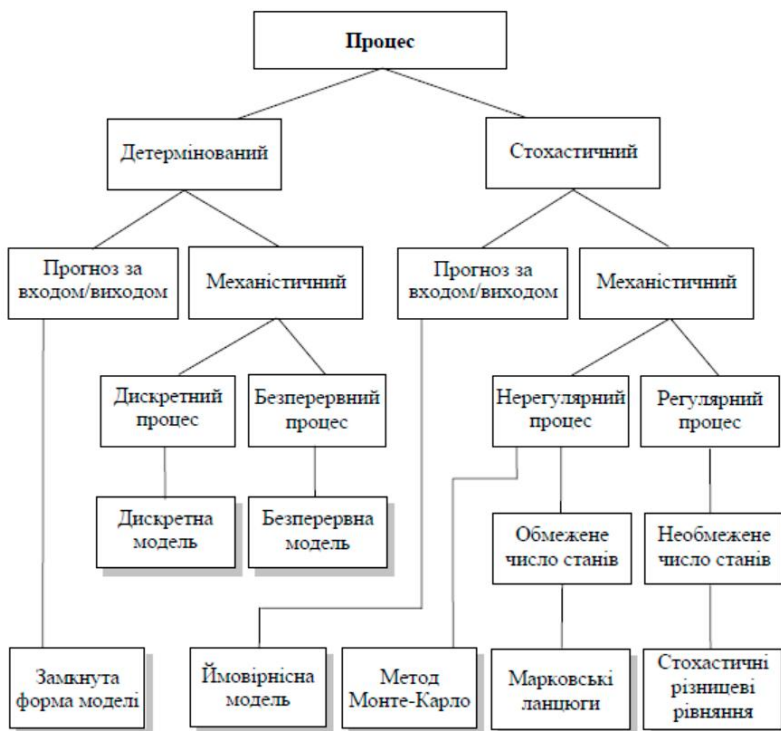 Процес
Детермінований
Стохастичний
Прогноз за
входом/виходом
Механістичний
Прогноз за
входом/виходом
Механістичний
Дискретний
процес
Безперервний
процес
Нерегулярний
процес
Регулярний
процес
Дискретна
модель
Безперервна
модель
Обмежене
число станів
Необмежене
число станів
Замкнута
форма моделі
Ймовірнісна
модель
Метод
Монте-Карло
Марковські
ланцюги
Стохастичні
різницеві
рівняння